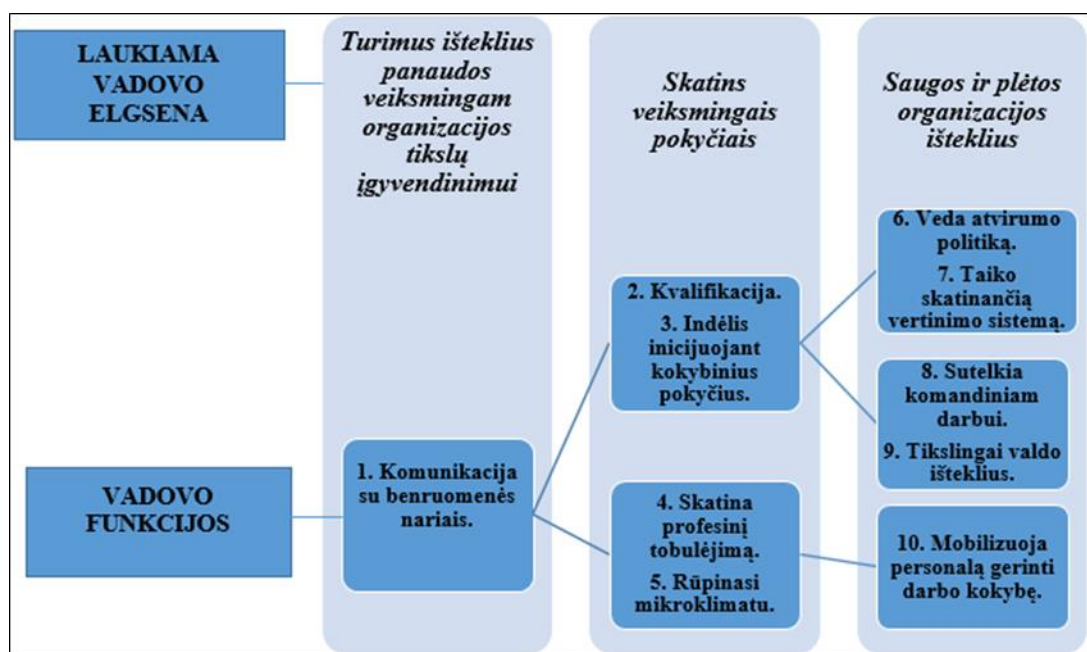 LAUKIAMA
VADOVO
ELGSENA
Turimus išteklius
panaudos
veiksmingam
organizacijos
tikslų
įgyvendinimui
Skatins
veiksmingais
pokyčiais
Saugos ir plėtos
organizacijos
išteklius
VADOVO
FUNKCIJOS
1. Komunikacija
su benruomenės
nariais.
2. Kvalifikacija.
3. Indėlis
inicijuojant
kokybinius
pokyčius.
4. Skatina
profesinį
tobulėjimą.
5. Rūpinasi
mikroklimatu.
6. Veda atvirumo
politiką.
7. Taiko
skatinančią
vertinimo sistemą.
8. Sutelkia
komandiniam
darbui.
9. Tikslingai valdo
išteklius.
10. Mobilizuoja
personalą gerinti
darbo kokybę.